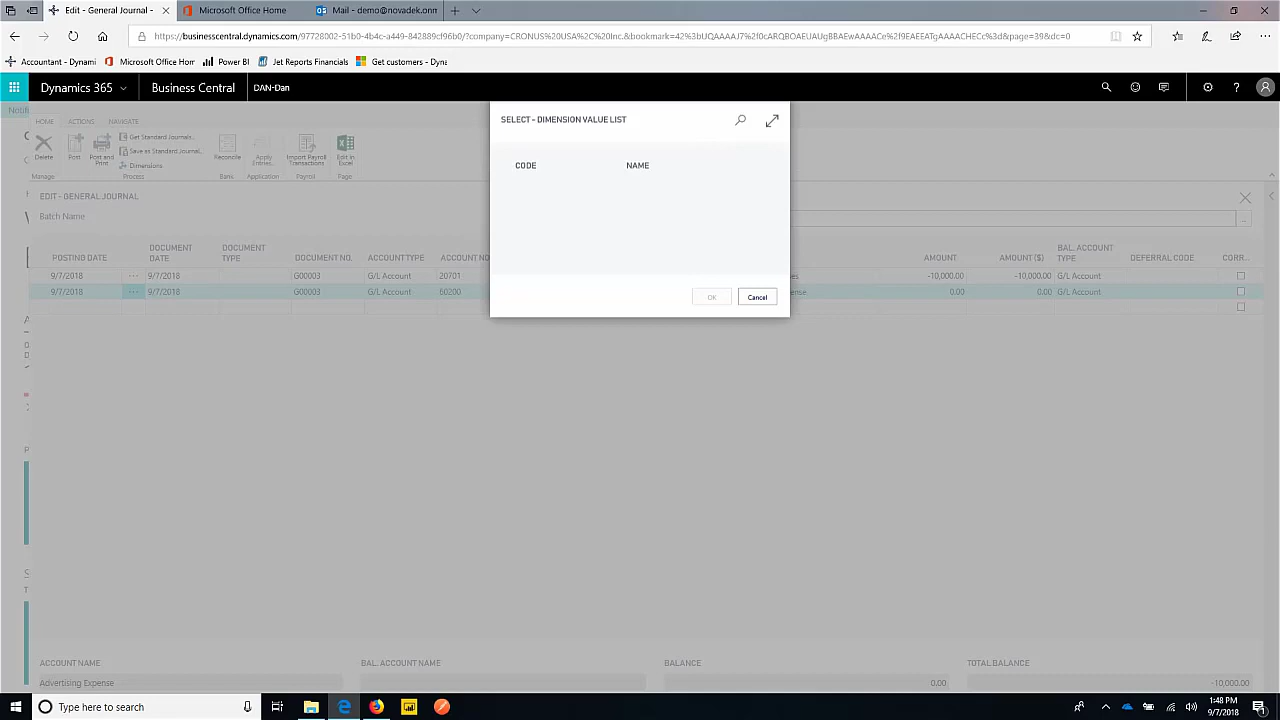 Edit - General Journal -
Microsoft Office Home
Mail - demo@novadek.onm
https://businesscentral.dynamics.com/97728002-51b0-4b4c-a449-842889cf96b0/?company=CRONUS%20USA%2C%20Inc.&bookmark=42%3bUQAAAAJ7%2f0cARQBOAEUAUgBBAEwAAAACe%2f9EAEEATgAAAACHECc%3d&page=39&dc=0
Accountant - Dynami
Microsoft Office Hom
Power BI
Jet Reports Financials
Get customers - Dyna
Dynamics 365
Business Central
DAN-Dan
HOME
ACTIONS
NAVIGATE
SELECT - DIMENSION VALUE LIST
Delete
Post
Post and Print
Get Standard Journals...
Save as Standard Journal...
Dimensions
Reconcile
Apply Entries...
Import Payroll Transactions
Edit in Excel
Manage
Process
Bank
Application
Payroll
Page
CODE
NAME
EDIT - GENERAL JOURNAL
Batch Name
POSTING DATE
DOCUMENT DATE
DOCUMENT TYPE
DOCUMENT NO.
ACCOUNT TYPE
ACCOUNT NO
AMOUNT
AMOUNT ($)
BAL. ACCOUNT TYPE
DEFERRAL CODE
CORR...
9/7/2018 ··· 9/7/2018 G00003 G/L Account 20701 es -10,000.00 -10,000.00 G/L Account
9/7/2018 ··· 9/7/2018 G00003 G/L Account 60200 ense 0.00 0.00 G/L Account
OK
Cancel
ACCOUNT NAME
BAL. ACCOUNT NAME
BALANCE
TOTAL BALANCE
Advertising Expense
0.00
-10,000.00
Type here to search
1:48 PM
9/7/2018